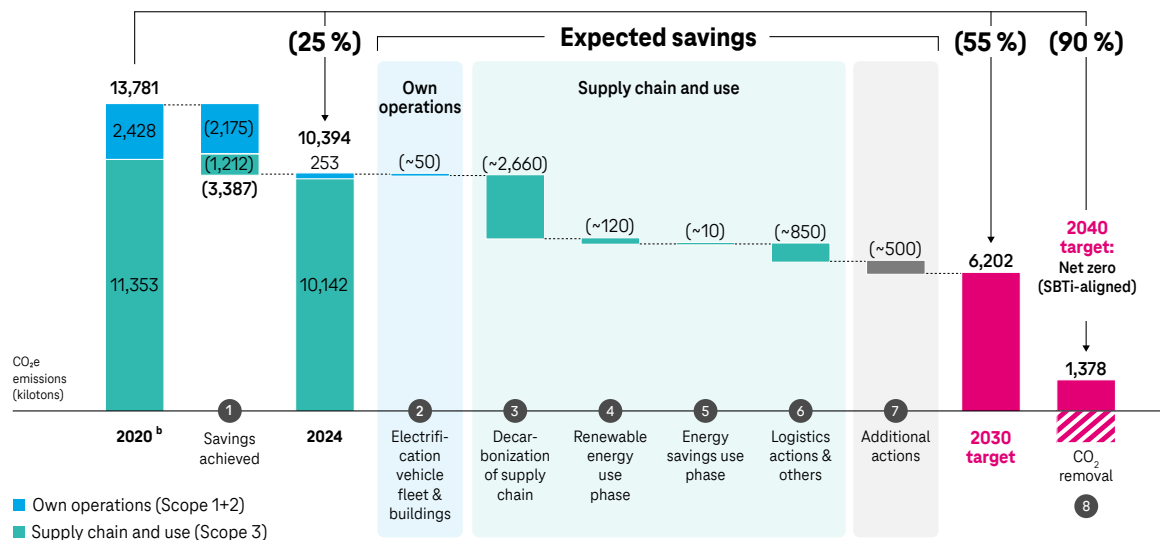 (25 %)
Expected savings
(55 %)
(90 %)
Own
operations
Supply chain and use
13,781
2,428
11,353
(2,175)
(1,212)
(3,387)
10,394
253
10,142
(~50)
(~2,660)
(~120)
(~10)
(~850)
(~500)
6,202
2040
target:
Net zero
(SBTi-aligned)
1,378
CO₂e
emissions
(kilotons)
2020 ᵇ
1
Savings
achieved
2024
2
Electrifi-
cation
vehicle
fleet &
buildings
3
Decar-
bonization
of supply
chain
4
Renewable
energy
use
phase
5
Energy
savings use
phase
6
Logistics
actions &
others
7
Additional
actions
2030
target
CO₂
removal
8
Own operations (Scope 1+2)
Supply chain and use (Scope 3)